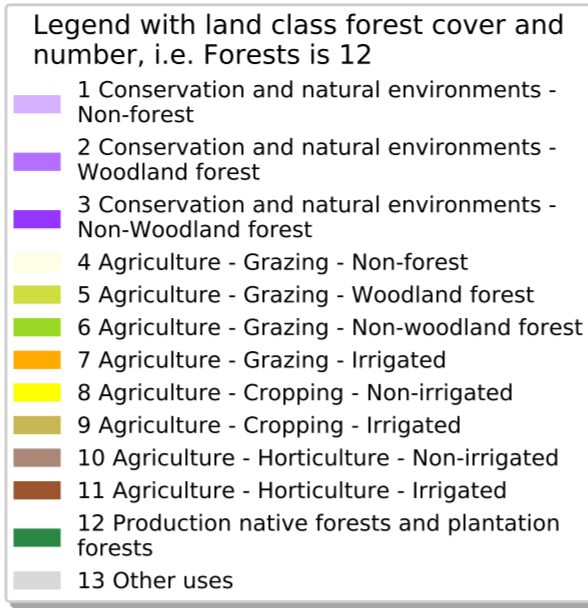 Legend with land class forest cover and
number, i.e. Forests is 12
1 Conservation and natural environments -
Non-forest
2 Conservation and natural environments -
Woodland forest
3 Conservation and natural environments -
Non-Woodland forest
4 Agriculture - Grazing - Non-forest
5 Agriculture - Grazing - Woodland forest
6 Agriculture - Grazing - Non-woodland forest
7 Agriculture - Grazing - Irrigated
8 Agriculture - Cropping - Non-irrigated
9 Agriculture - Cropping - Irrigated
10 Agriculture - Horticulture - Non-irrigated
11 Agriculture - Horticulture - Irrigated
12 Production native forests and plantation
forests
13 Other uses